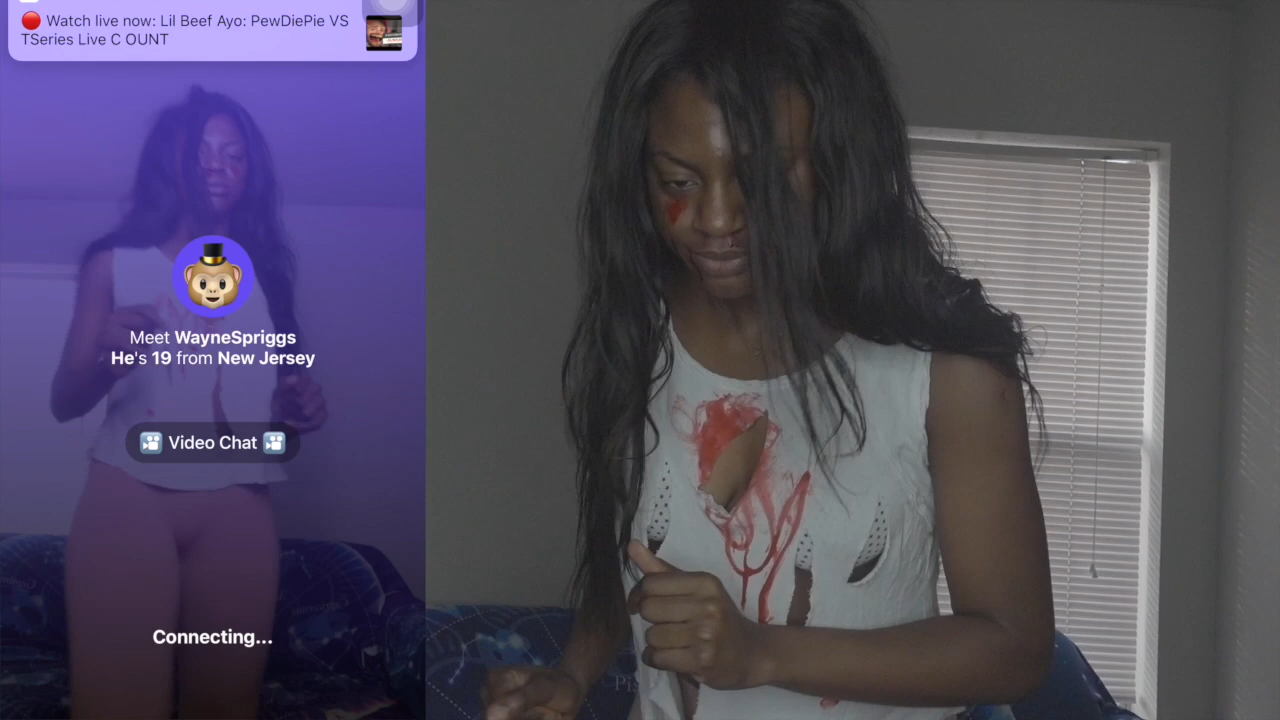 Watch live now: Lil Beef Ayo: PewDiePie VS
TSeries Live C OUNT
Meet WayneSpriggs
He's 19 from New Jersey
Video Chat
Connecting...